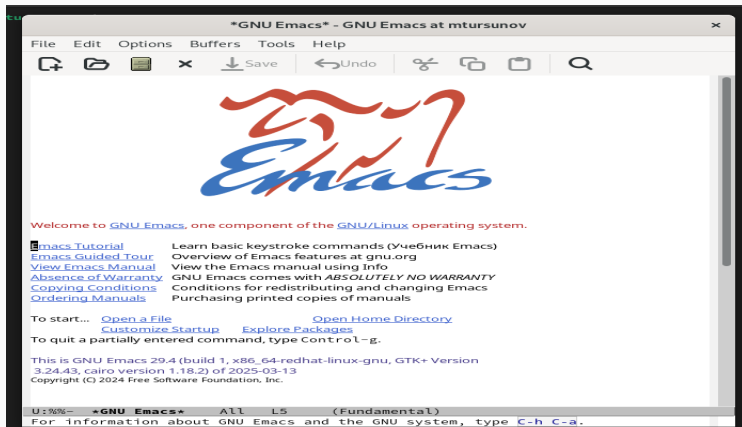 *GNU Emacs* - GNU Emacs at mtursunov ×
File Edit Options Buffers Tools Help
Save Undo
Emacs
Welcome to GNU Emacs, one component of the GNU/Linux operating system.
Emacs Tutorial Learn basic keystroke commands (Учебник Emacs)
Emacs Guided Tour Overview of Emacs features at gnu.org
View Emacs Manual View the Emacs manual using Info
Absence of Warranty GNU Emacs comes with ABSOLUTELY NO WARRANTY
Copying Conditions Conditions for redistributing and changing Emacs
Ordering Manuals Purchasing printed copies of manuals
To start... Open a File Open Home Directory
Customize Startup Explore Packages
To quit a partially entered command, type Control-g.
This is GNU Emacs 29.4 (build 1, x86_64-redhat-linux-gnu, GTK+ Version
3.24.43, cairo version 1.18.2) of 2025-03-13
Copyright (C) 2024 Free Software Foundation, Inc.
U:%%- *GNU Emacs* All L5 (Fundamental)
For information about GNU Emacs and the GNU system, type C-h C-a.